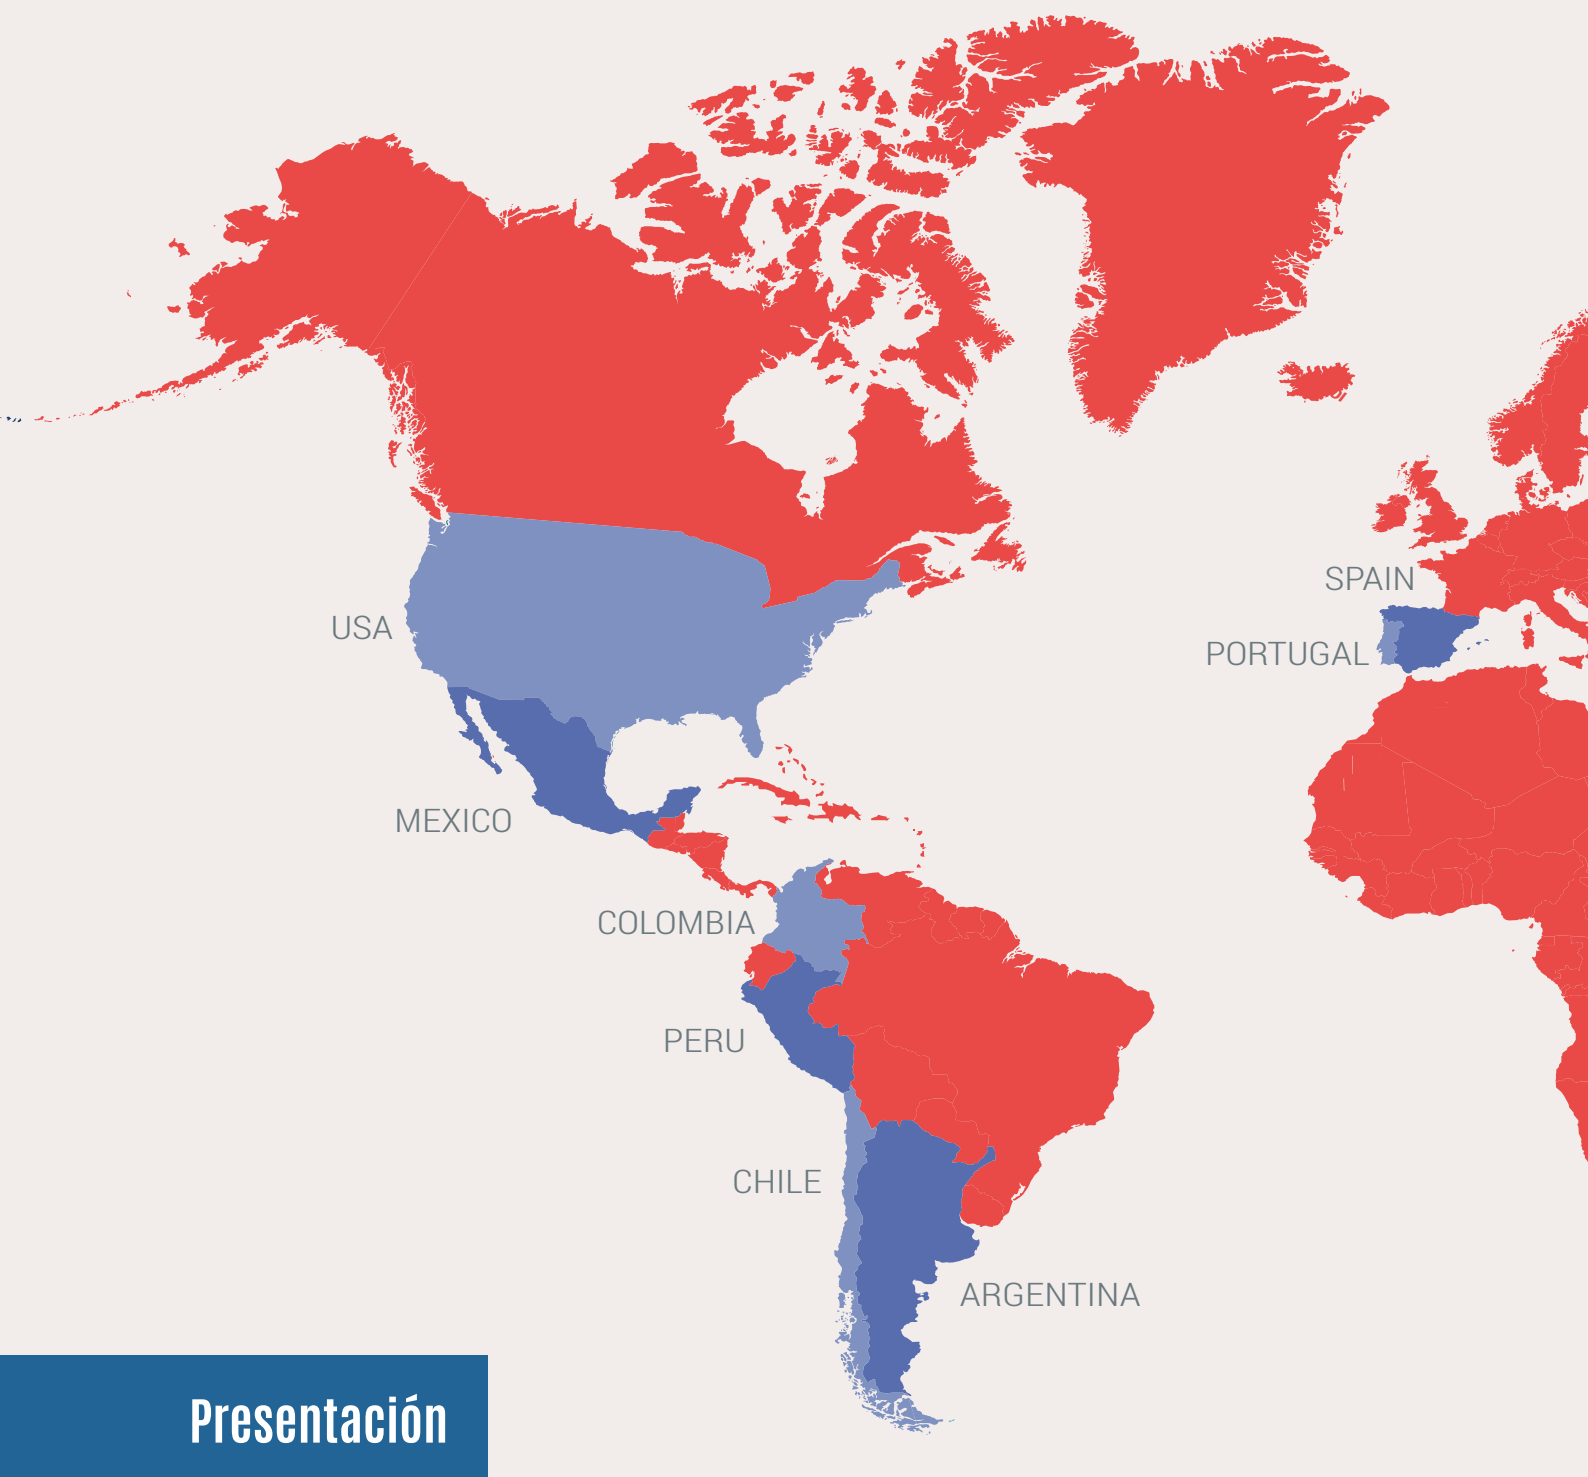 SPAIN
USA
PORTUGAL
MEXICO
COLOMBIA
PERU
CHILE
ARGENTINA
Presentación